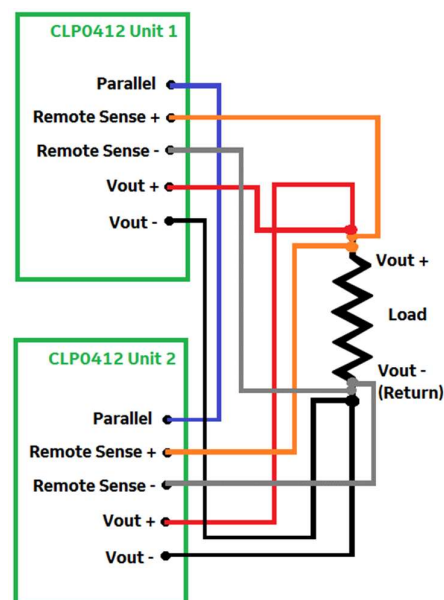 CLP0412 Unit 1
Parallel
Remote Sense +
Remote Sense -
Vout +
Vout -
Vout +
Load
Vout -
(Return)
CLP0412 Unit 2
Parallel
Remote Sense +
Remote Sense -
Vout +
Vout -